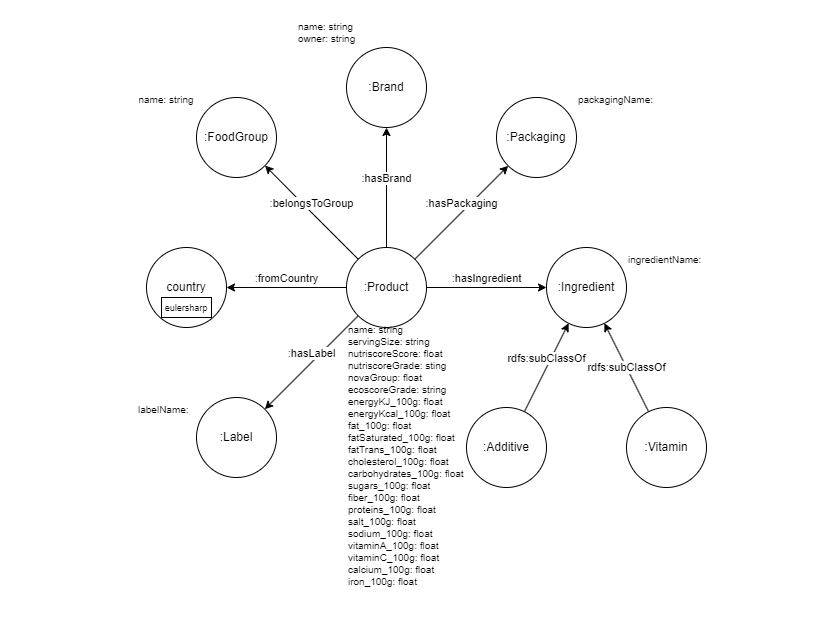 name: string
owner: string
:Brand
name: string
packagingName:
:FoodGroup
:Packaging
:hasBrand
:belongsToGroup
:hasPackaging
ingredientName:
country
eulersharp
:fromCountry
:Product
:hasIngredient
:Ingredient
name: string
servingSize: string
nutriscoreScore: float
nutriscoreGrade: sting
novaGroup: float
ecoscoreGrade: string
energyKJ_100g: float
energyKcal_100g: float
fat_100g: float
fatSaturated_100g: float
fatTrans_100g: float
cholesterol_100g: float
carbohydrates_100g: float
sugars_100g: float
fiber_100g: float
proteins_100g: float
salt_100g: float
sodium_100g: float
vitaminA_100g: float
vitaminC_100g: float
calcium_100g: float
iron_100g: float
:hasLabel
rdfs:subClassOf
rdfs:subClassOf
labelName:
:Label
:Additive
:Vitamin